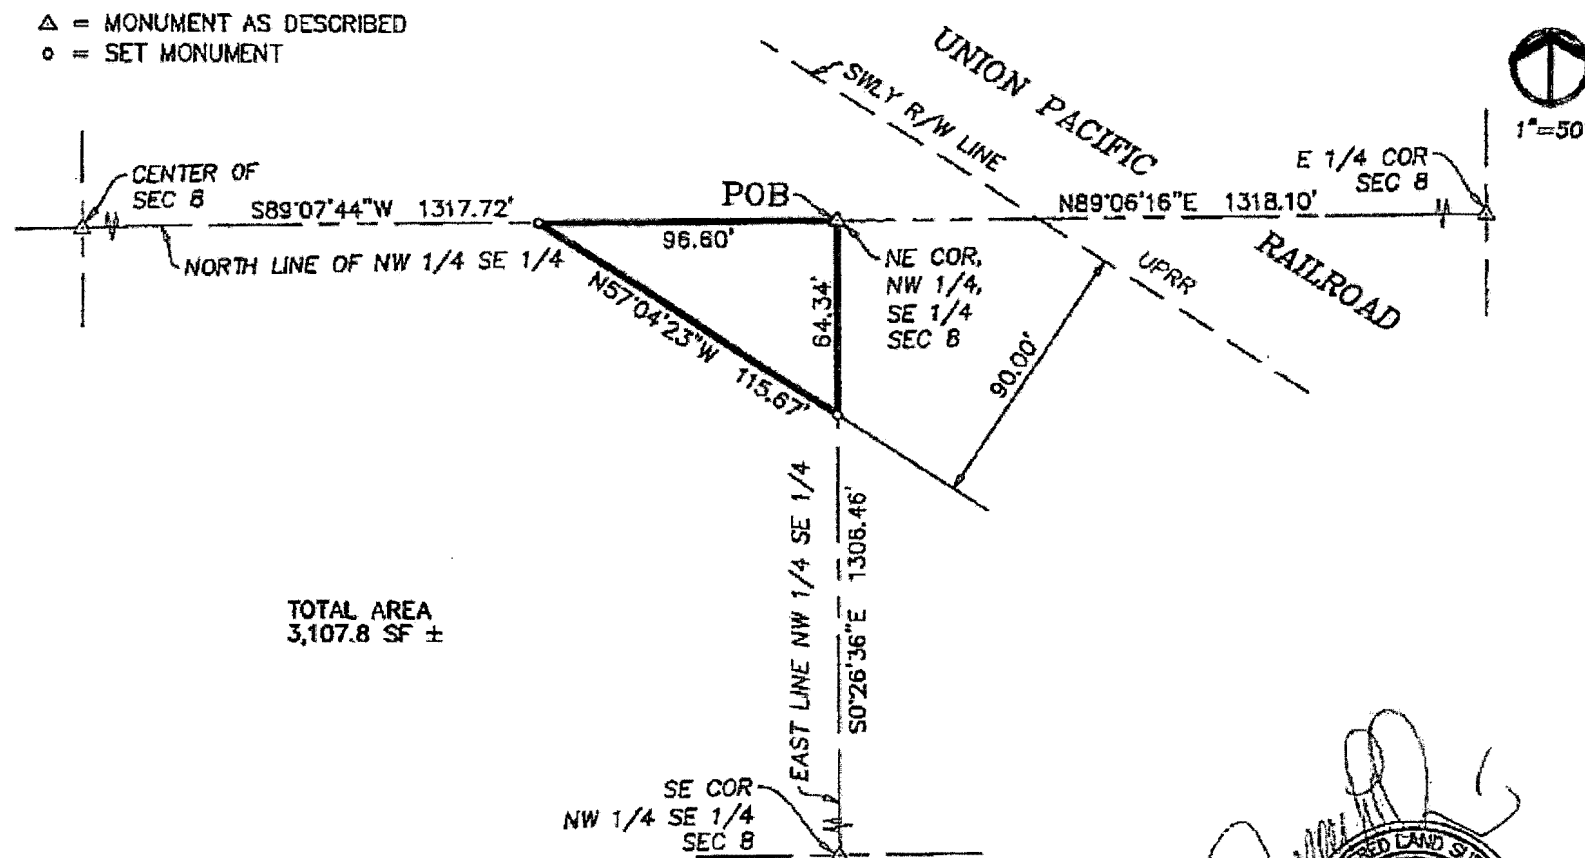 △ = MONUMENT AS DESCRIBED
○ = SET MONUMENT
UNION PACIFIC
RAILROAD
SWLY R/W LINE
UPRR
1"=50'
CENTER OF
SEC 8
S89°07'44"W 1317.72'
NORTH LINE OF NW 1/4 SE 1/4
POB
96.60'
N89°06'16"E 1318.10'
E 1/4 COR
SEC 8
NE COR,
NW 1/4,
SE 1/4
SEC 8
64.34'
N57°04'23"W 115.67'
90.00'
EAST LINE NW 1/4 SE 1/4
S0°26'36"E 1306.46'
TOTAL AREA
3,107.8 SF ±
SE COR
NW 1/4 SE 1/4
SEC 8
LAND